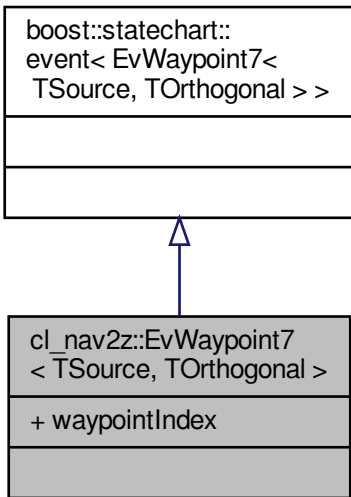 boost::statechart::
event< EvWaypoint7<
TSource, TOrthogonal > >
cl_nav2z::EvWaypoint7
< TSource, TOrthogonal >
+ waypointIndex